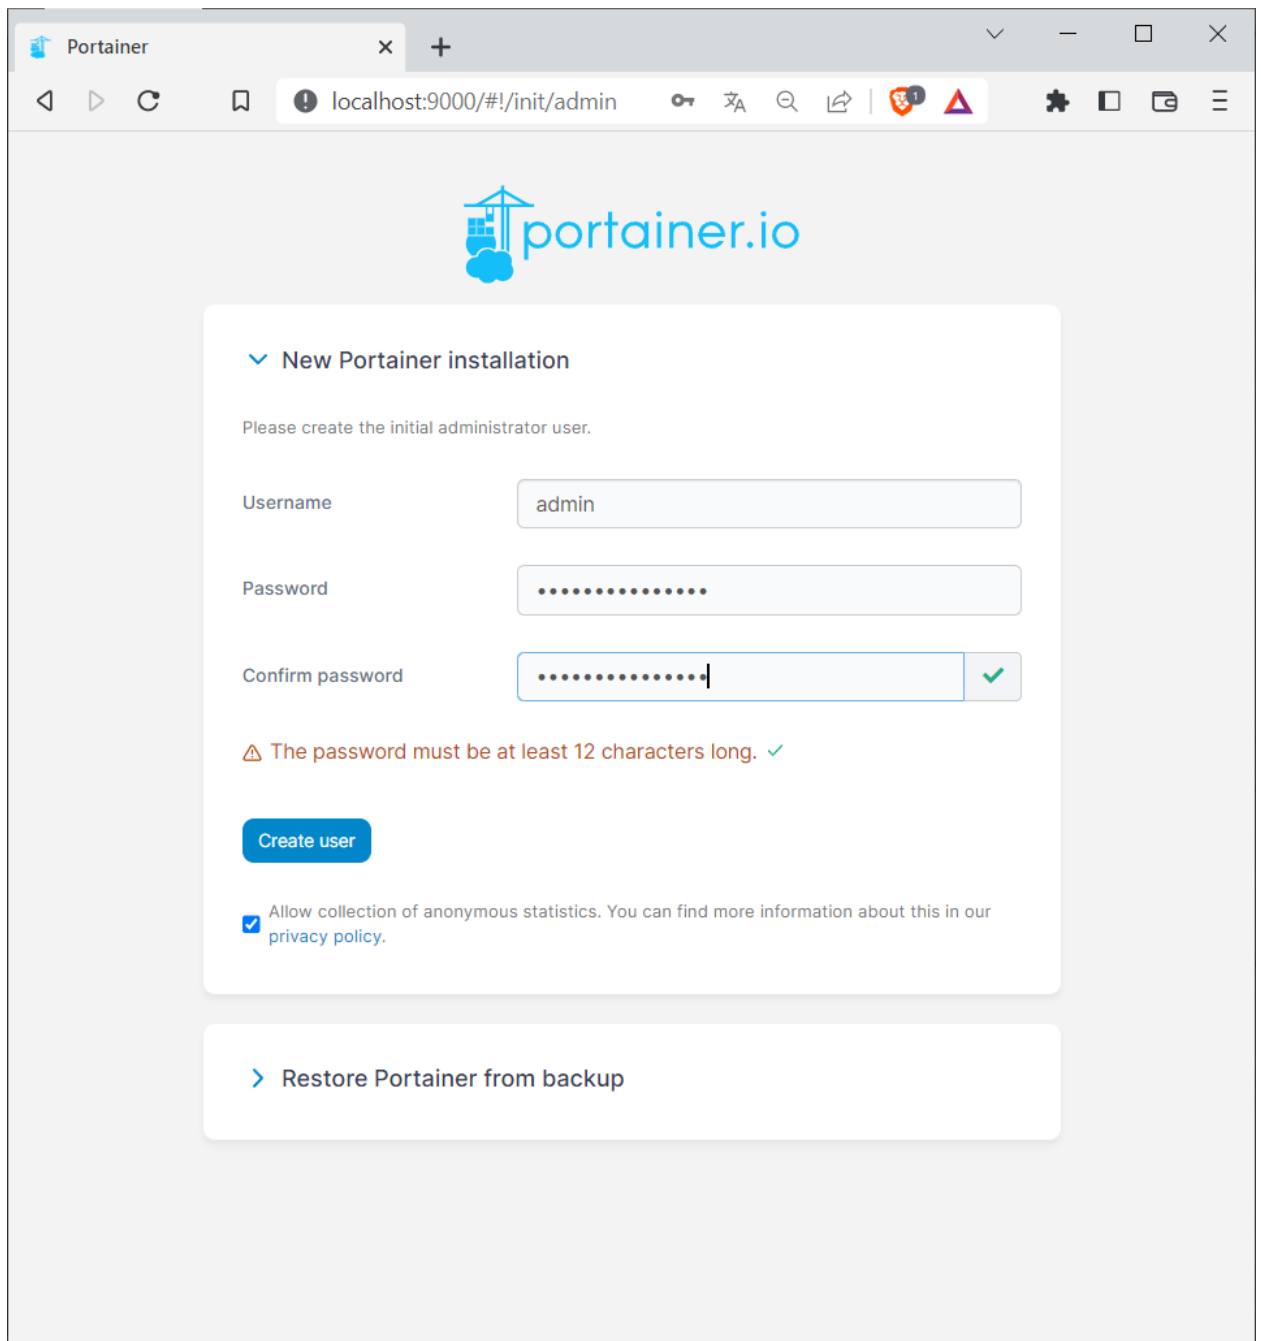 Portainer
localhost:9000/#!/init/admin
1
portainer.io
New Portainer installation
Please create the initial administrator user.
Username
admin
Password
•••••••••••••••
Confirm password
•••••••••••••••
The password must be at least 12 characters long.
Create user
Allow collection of anonymous statistics. You can find more information about this in our
privacy policy.
Restore Portainer from backup